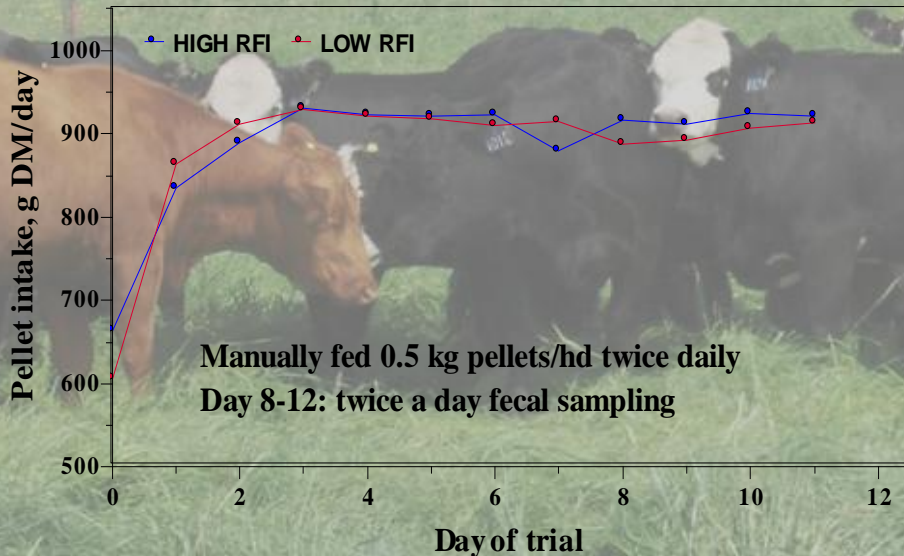 HIGH RFI LOW RFI
1000
900
800
700
600
500
Pellet intake, g DM/day
Manually fed 0.5 kg pellets/hd twice daily
Day 8-12: twice a day fecal sampling
0 2 4 6 8 10 12
Day of trial